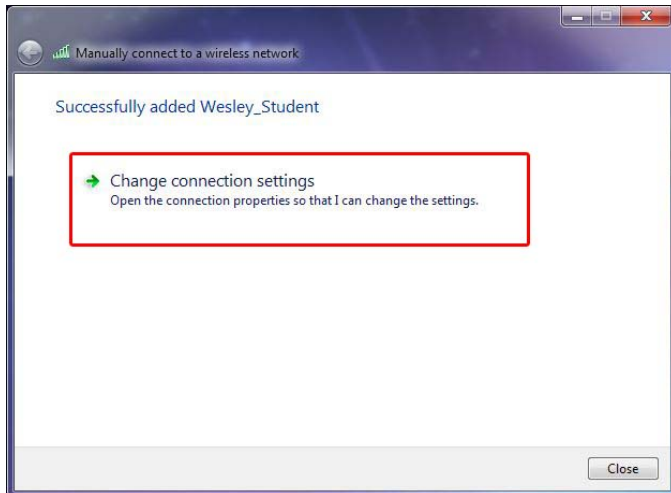 Manually connect to a wireless network
Successfully added Wesley_Student
Change connection settings
Open the connection properties so that I can change the settings.
Close